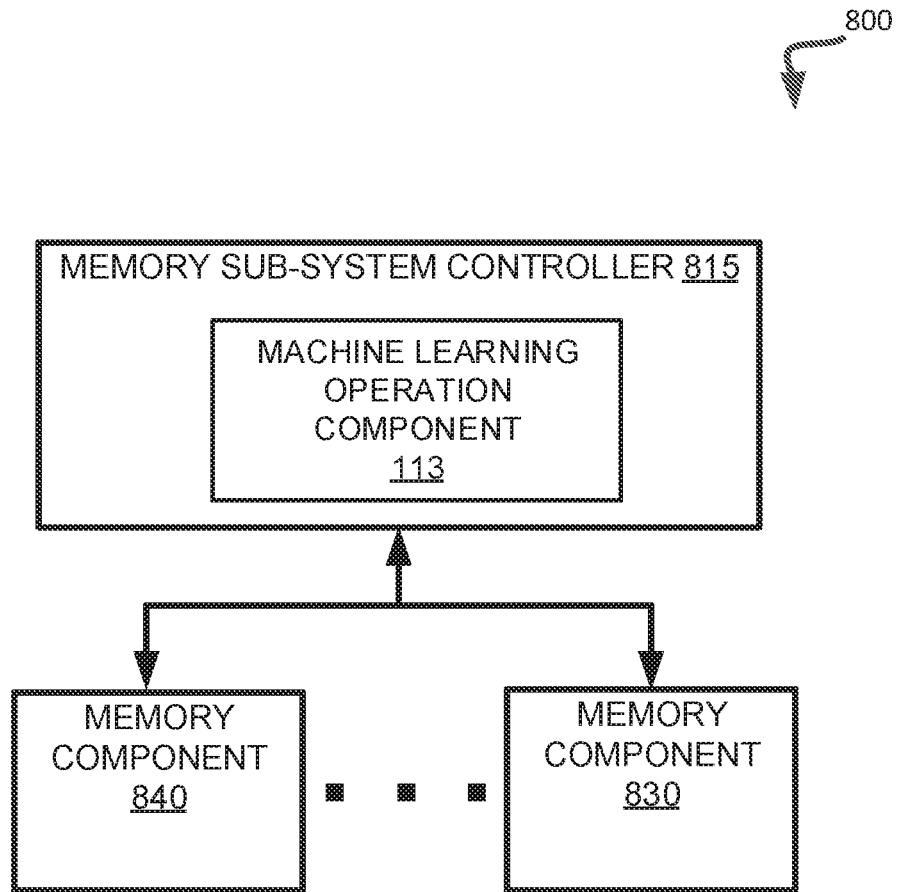 800
MEMORY SUB-SYSTEM CONTROLLER 815
MACHINE LEARNING
OPERATION
COMPONENT
113
MEMORY
COMPONENT
840
MEMORY
COMPONENT
830